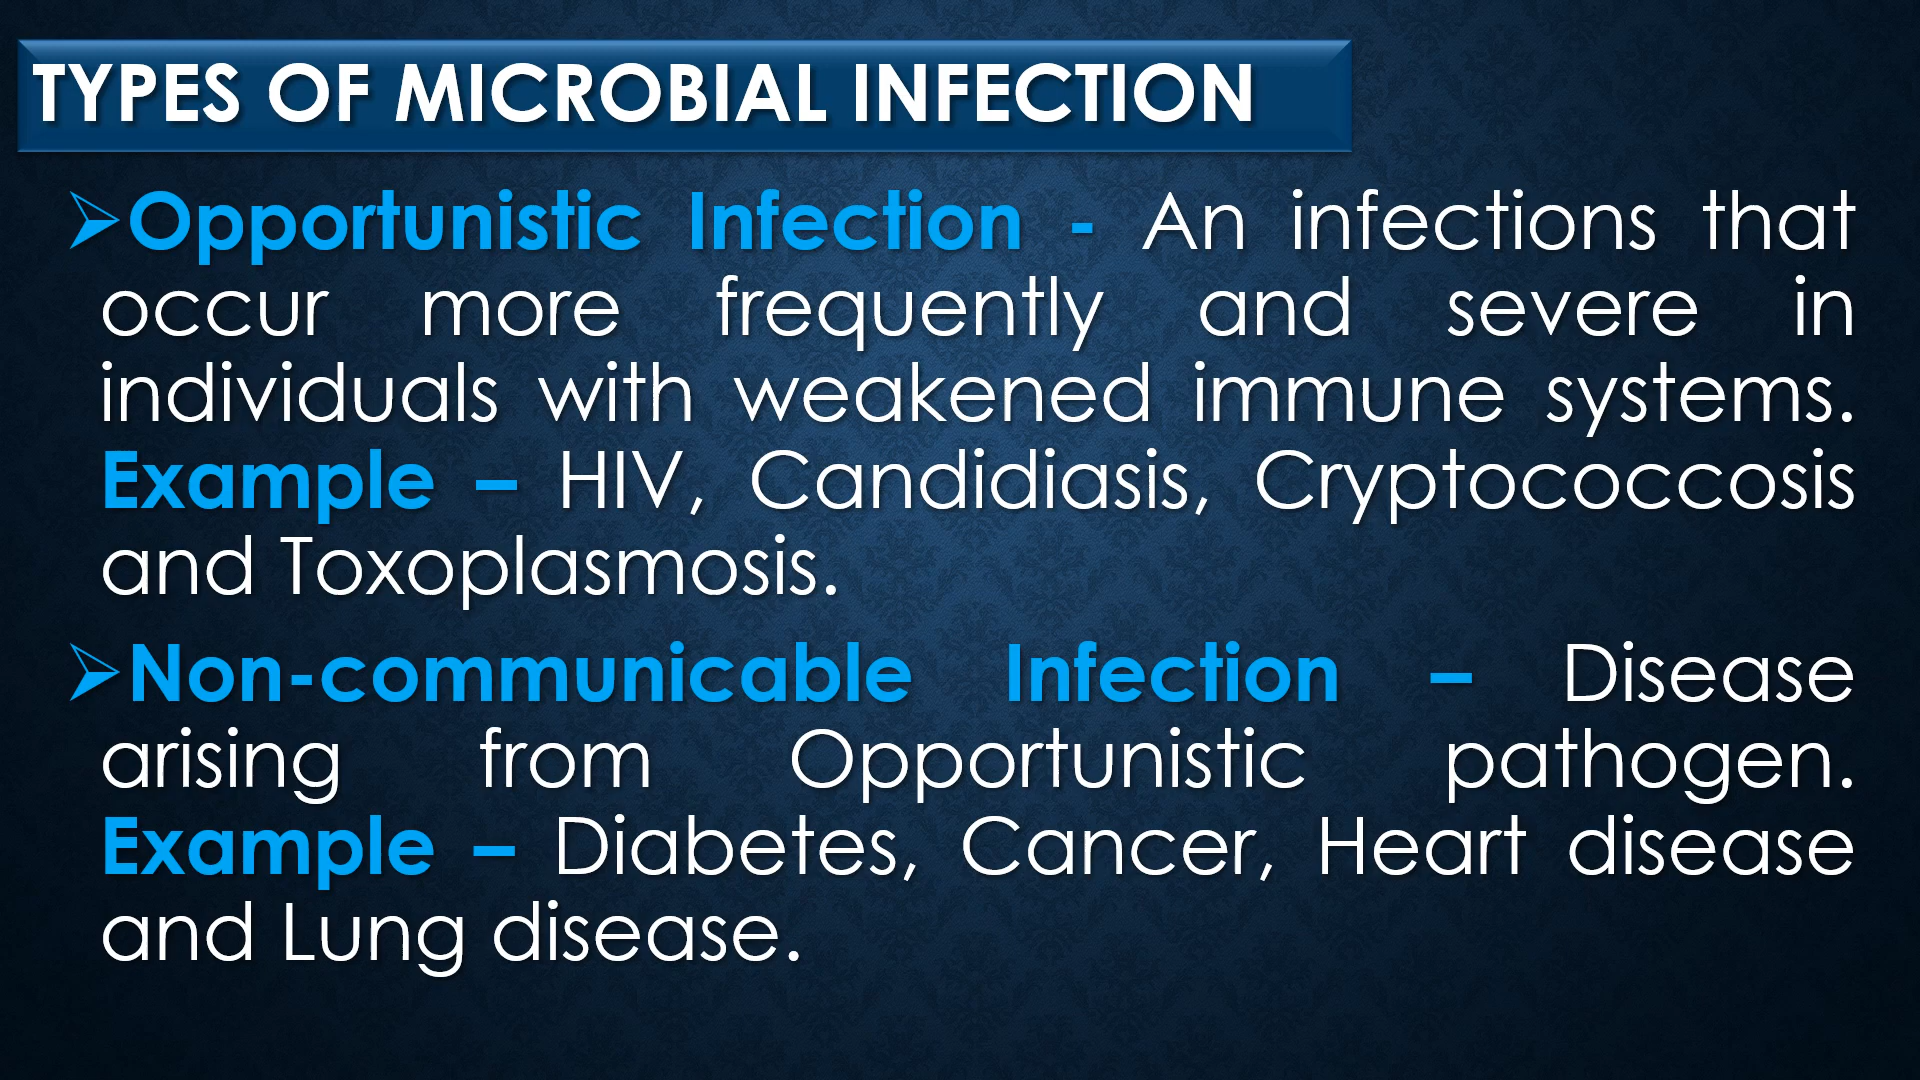 TYPES OF MICROBIAL INFECTION
➢Opportunistic Infection - An infections that
occur more frequently and severe in
individuals with weakened immune systems.
Example – HIV, Candidiasis, Cryptococcosis
and Toxoplasmosis.
➢Non-communicable Infection – Disease
arising from Opportunistic pathogen.
Example – Diabetes, Cancer, Heart disease
and Lung disease.